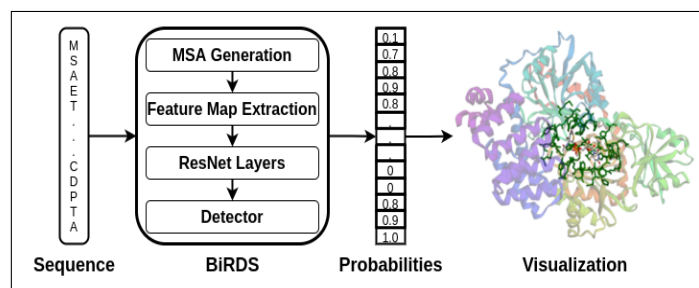 M
S
A
E
T
.
.
.
C
D
P
T
A
Sequence
MSA Generation
Feature Map Extraction
ResNet Layers
Detector
BiRDS
0.1
0.7
0.8
0.9
0.8
.
.
.
0
0
0.8
0.9
1.0
Probabilities
Visualization